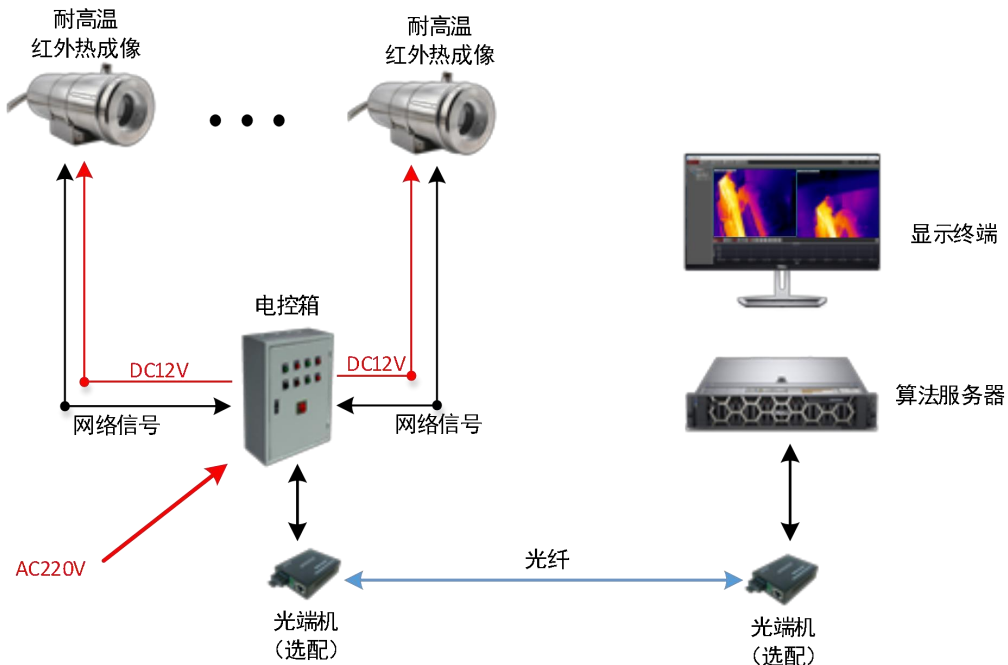 耐高温
红外热成像
耐高温
红外热成像
显示终端
电控箱
DC12V
DC12V
算法服务器
网络信号
网络信号
AC220V
光纤
光端机
（选配）
光端机
（选配）